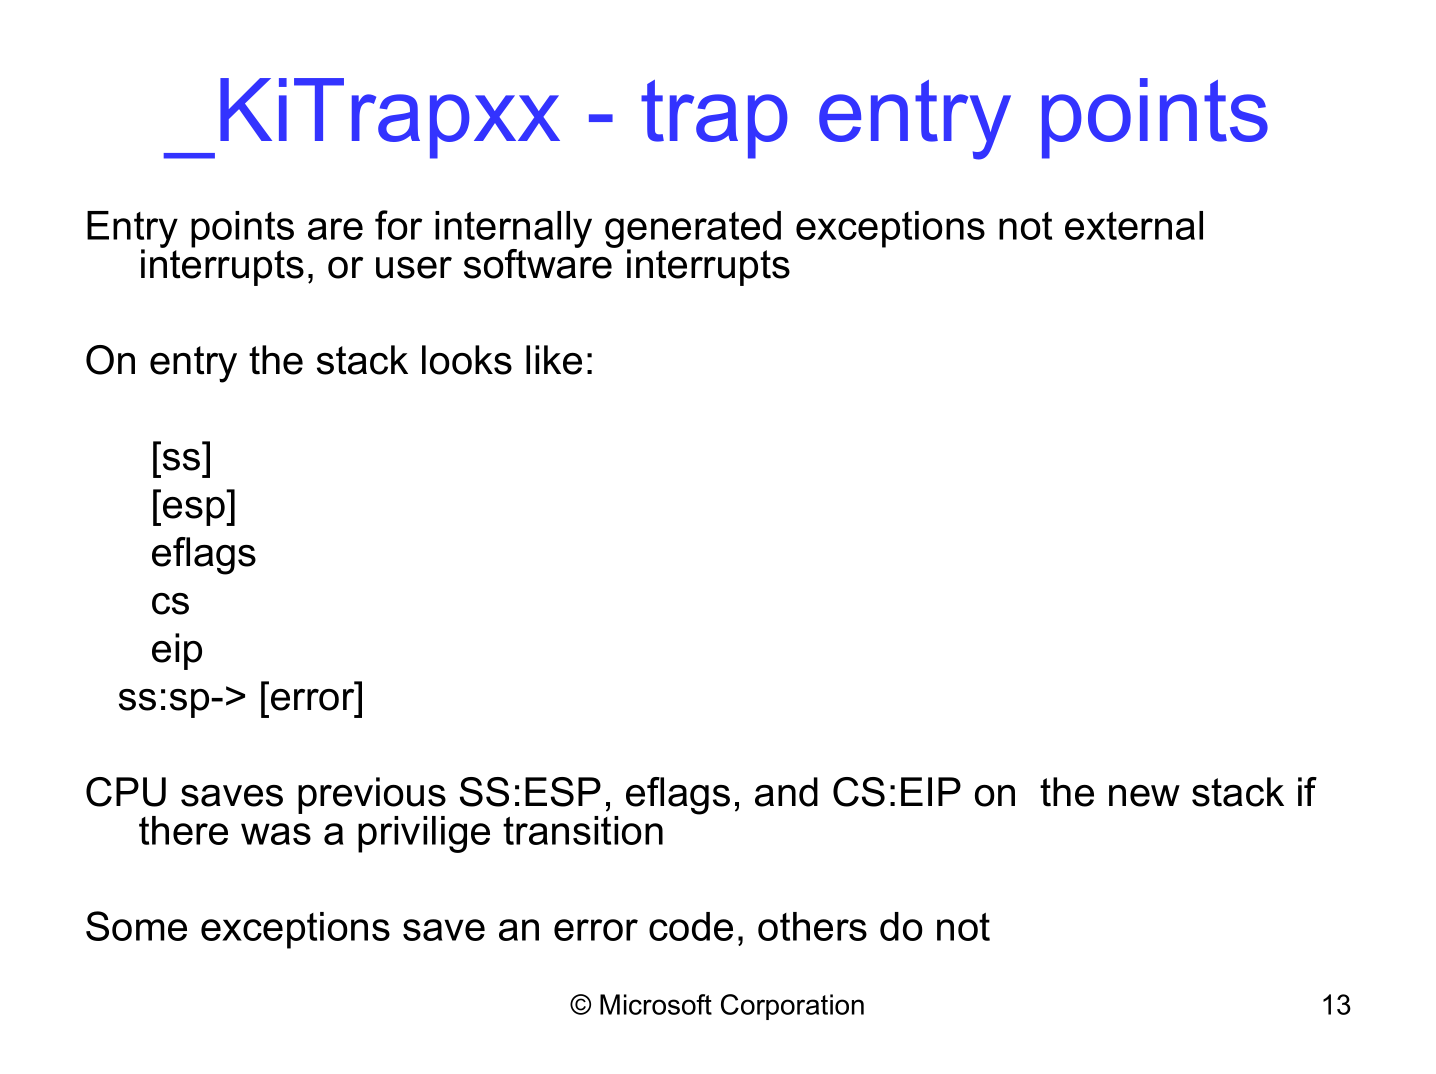 _KiTrapxx - trap entry points
Entry points are for internally generated exceptions not external
interrupts, or user software interrupts
On entry the stack looks like:
[ss]
[esp]
eflags
cs
eip
ss:sp-> [error]
CPU saves previous SS:ESP, eflags, and CS:EIP on  the new stack if
there was a privilige transition
Some exceptions save an error code, others do not
© Microsoft Corporation
13